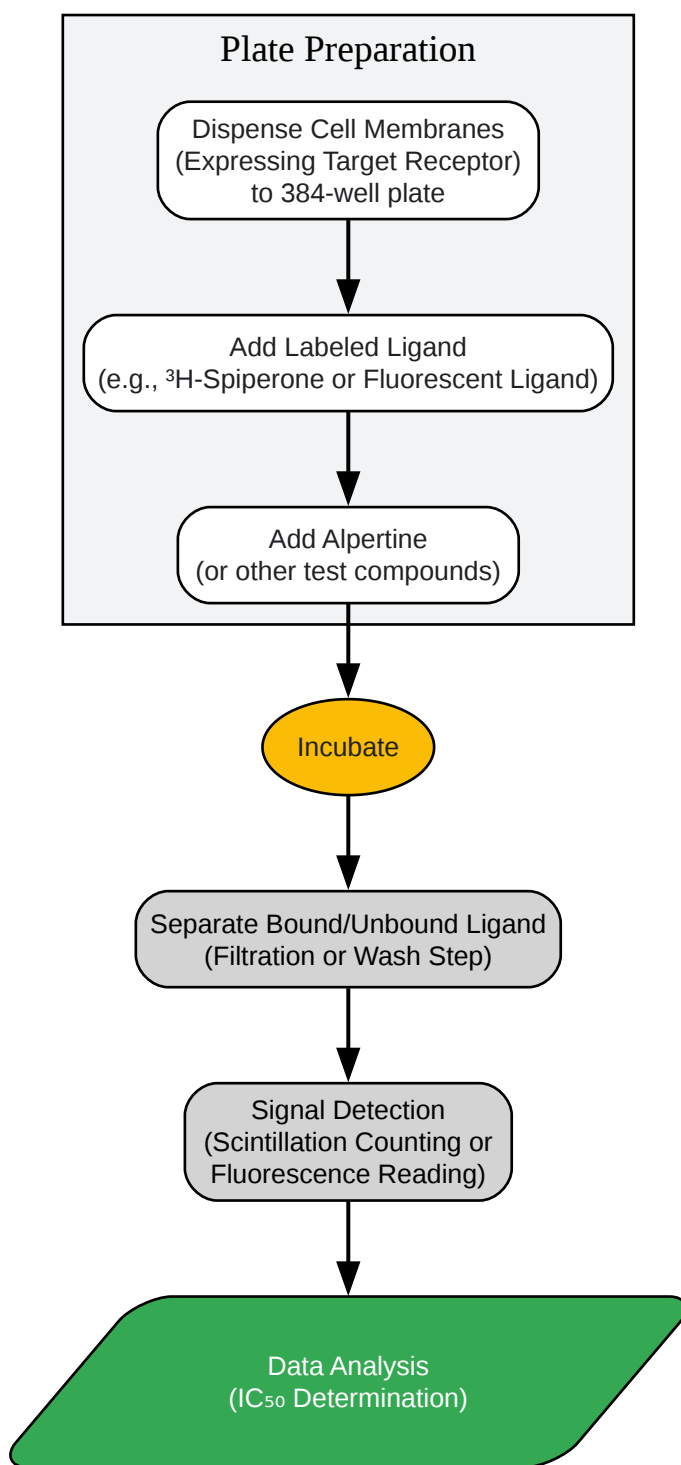 Plate Preparation
Dispense Cell Membranes
(Expressing Target Receptor)
to 384-well plate
Add Labeled Ligand
(e.g., ³H-Spiperone or Fluorescent Ligand)
Add Alpertine
(or other test compounds)
Incubate
Separate Bound/Unbound Ligand
(Filtration or Wash Step)
Signal Detection
(Scintillation Counting or
Fluorescence Reading)
Data Analysis
(IC₅₀ Determination)